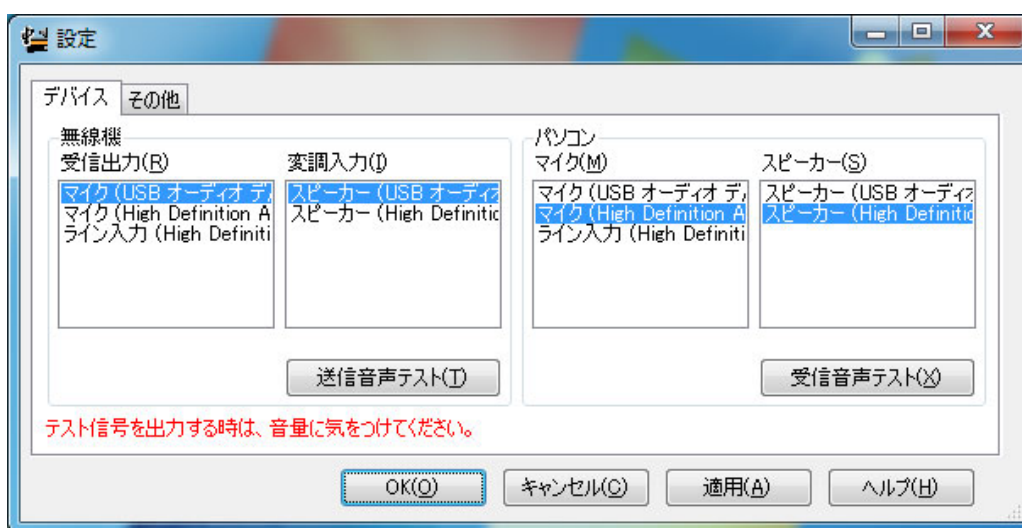 設定
デバイス その他
無線機
受信出力(R) 変調入力(I)
マイク (USB オーディオ デ
マイク (High Definition A
ライン入力 (High Definiti
スピーカー (USB オーディオ
スピーカー (High Definitic
送信音声テスト(T)
パソコン
マイク(M) スピーカー(S)
マイク (USB オーディオ デ
マイク (High Definition A
ライン入力 (High Definiti
スピーカー (USB オーディオ
スピーカー (High Definitic
受信音声テスト(X)
テスト信号を出力する時は、音量に気をつけてください。
OK(O) キャンセル(C) 適用(A) ヘルプ(H)